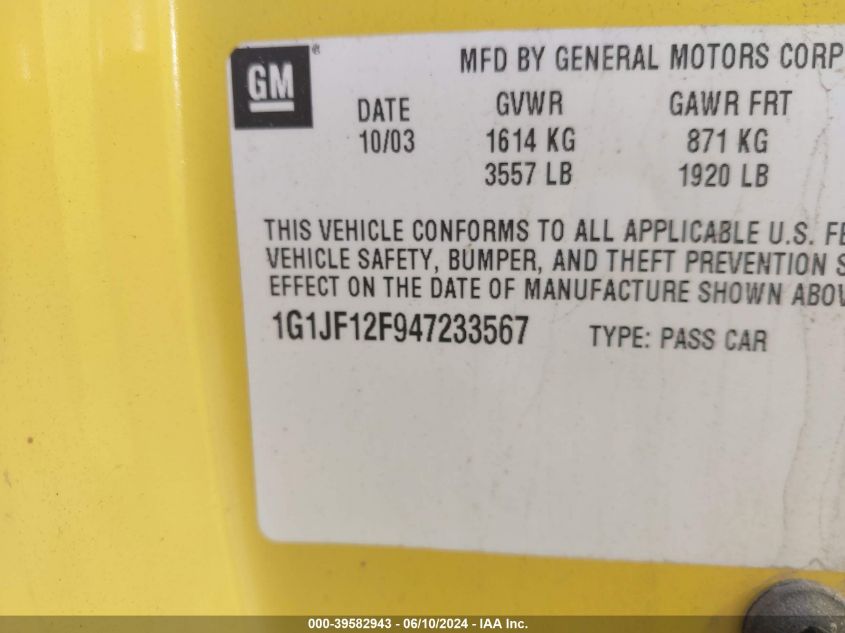 GM®
MFD BY GENERAL MOTORS CORP
DATE GVWR GAWR FRT
10/03 1614 KG 871 KG
3557 LB 1920 LB
THIS VEHICLE CONFORMS TO ALL APPLICABLE U.S. FE
VEHICLE SAFETY, BUMPER, AND THEFT PREVENTION S
EFFECT ON THE DATE OF MANUFACTURE SHOWN ABOV
1G1JF12F947233567 TYPE: PASS CAR
000-39582943 - 06/10/2024 - IAA Inc.